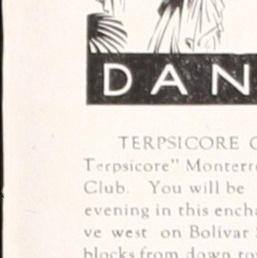 DAN
TERPSICORE C
Terpsicore" Monterre
Club. You will be
evening in this encha
ve west on Bolivar
blocks from down tow